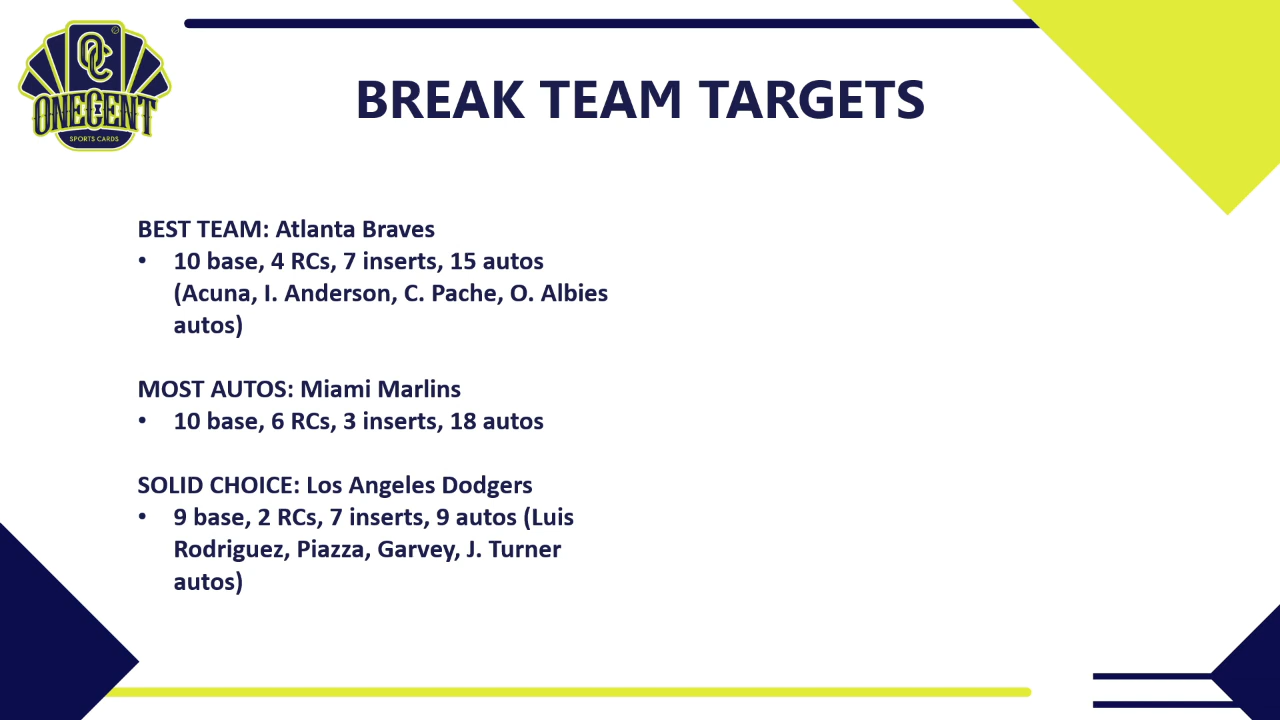 OC
ONECENT
SPORTS CARDS
BREAK TEAM TARGETS
BEST TEAM: Atlanta Braves
• 10 base, 4 RCs, 7 inserts, 15 autos
(Acuna, I. Anderson, C. Pache, O. Albies
autos)
MOST AUTOS: Miami Marlins
• 10 base, 6 RCs, 3 inserts, 18 autos
SOLID CHOICE: Los Angeles Dodgers
• 9 base, 2 RCs, 7 inserts, 9 autos (Luis
Rodriguez, Piazza, Garvey, J. Turner
autos)